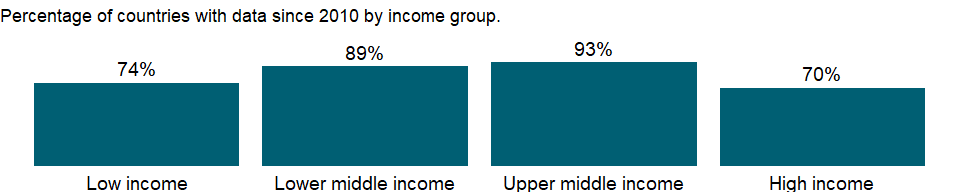 Percentage of countries with data since 2010 by income group.
74%
89%
93%
70%
Low income
Lower middle income
Upper middle income
High income